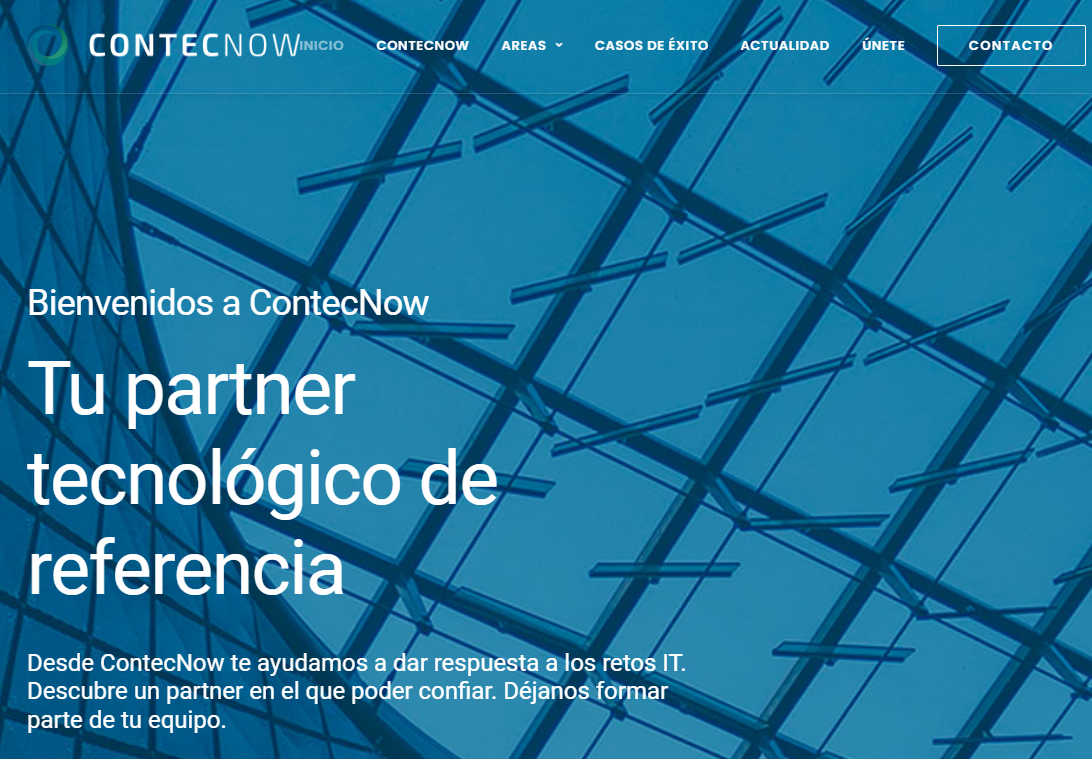 CONTECNOW INICIO CONTECNOW AREAS CASOS DE ÉXITO ACTUALIDAD ÚNETE CONTACTO
Bienvenidos a ContecNow
Tu partner
tecnológico de
referencia
Desde ContecNow te ayudamos a dar respuesta a los retos IT.
Descubre un partner en el que poder confiar. Déjanos formar
parte de tu equipo.